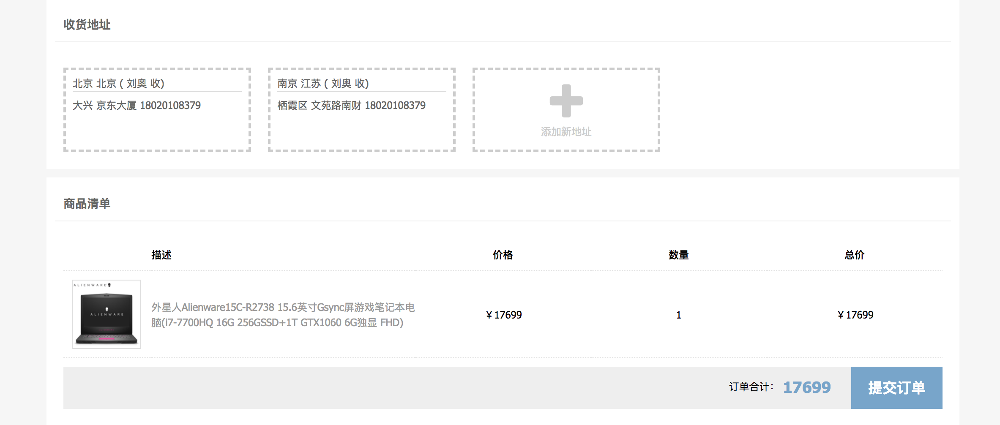 收货地址
北京 北京 ( 刘奥 收)
大兴 京东大厦 18020108379
南京 江苏 ( 刘奥 收)
栖霞区 文苑路南财 18020108379
添加新地址
商品清单
描述 价格 数量 总价
ALIENWARE
ALIENWARE
外星人Alienware15C-R2738 15.6英寸Gsync屏游戏笔记本电
脑(i7-7700HQ 16G 256GSSD+1T GTX1060 6G独显 FHD)
¥ 17699 1 ¥ 17699
订单合计： 17699 提交订单